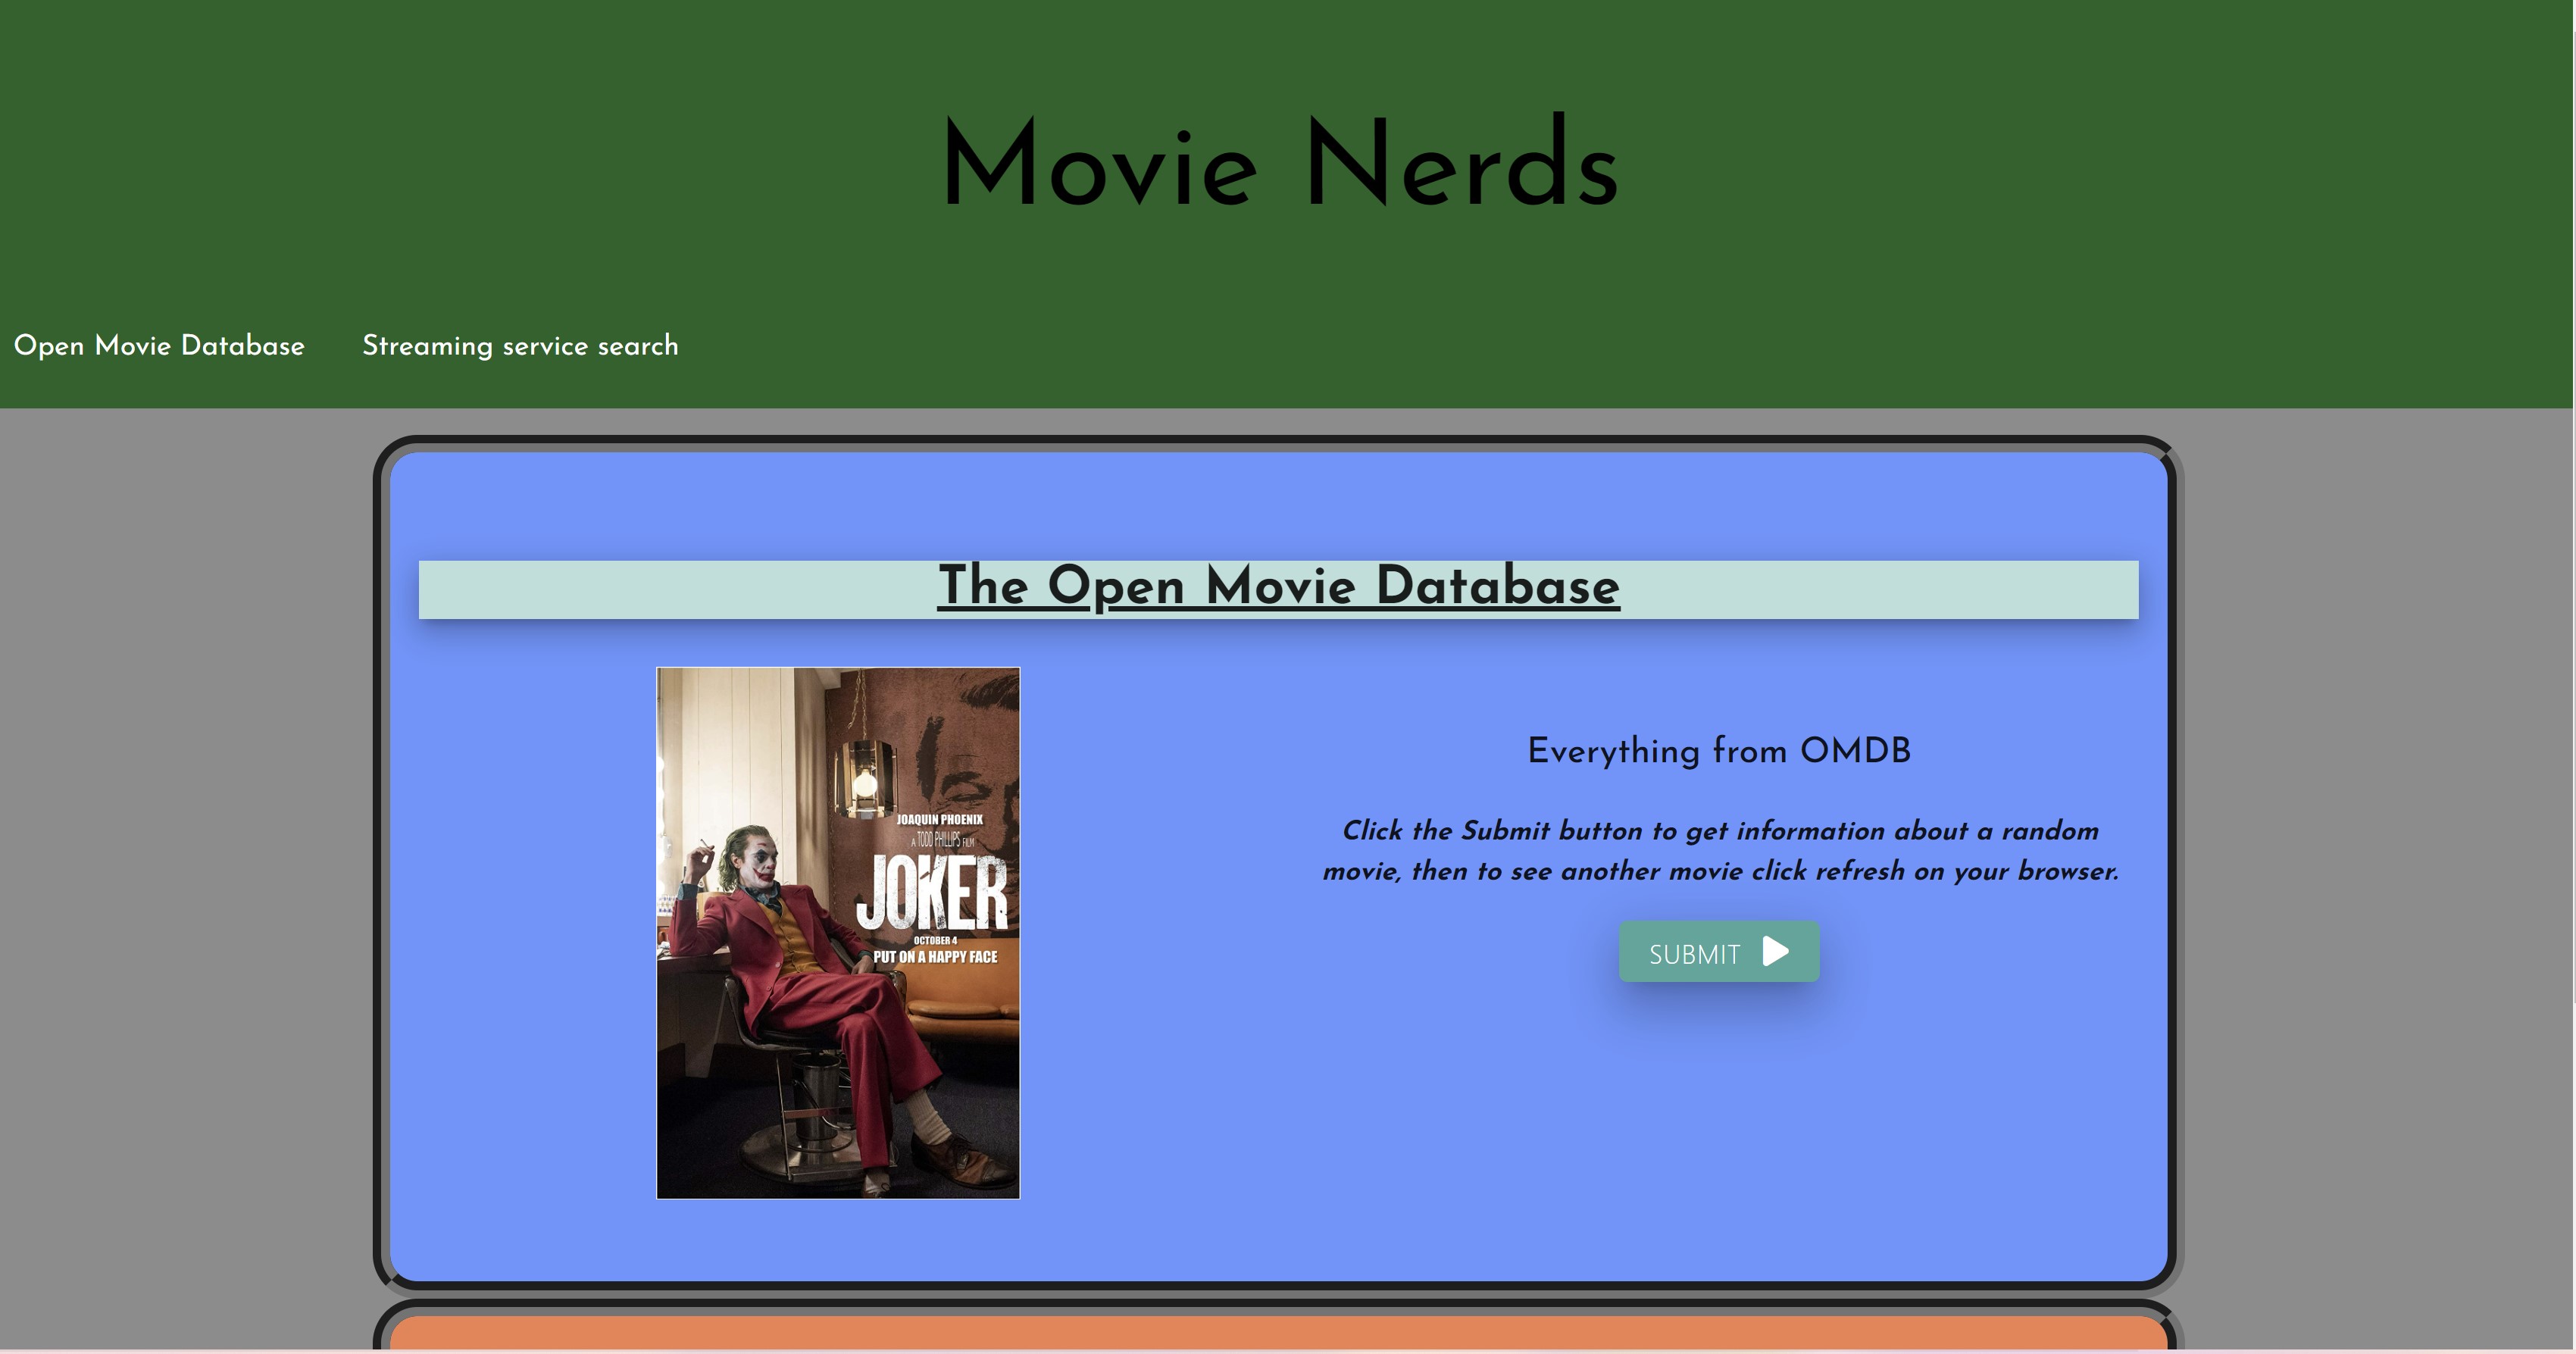 Movie Nerds
Open Movie Database
Streaming service search
The Open Movie Database
JOAQUIN PHOENIX
A TODD PHILLIPS FILM
JOKER
OCTOBER 4
PUT ON A HAPPY FACE
Everything from OMDB
Click the Submit button to get information about a random
movie, then to see another movie click refresh on your browser.
SUBMIT